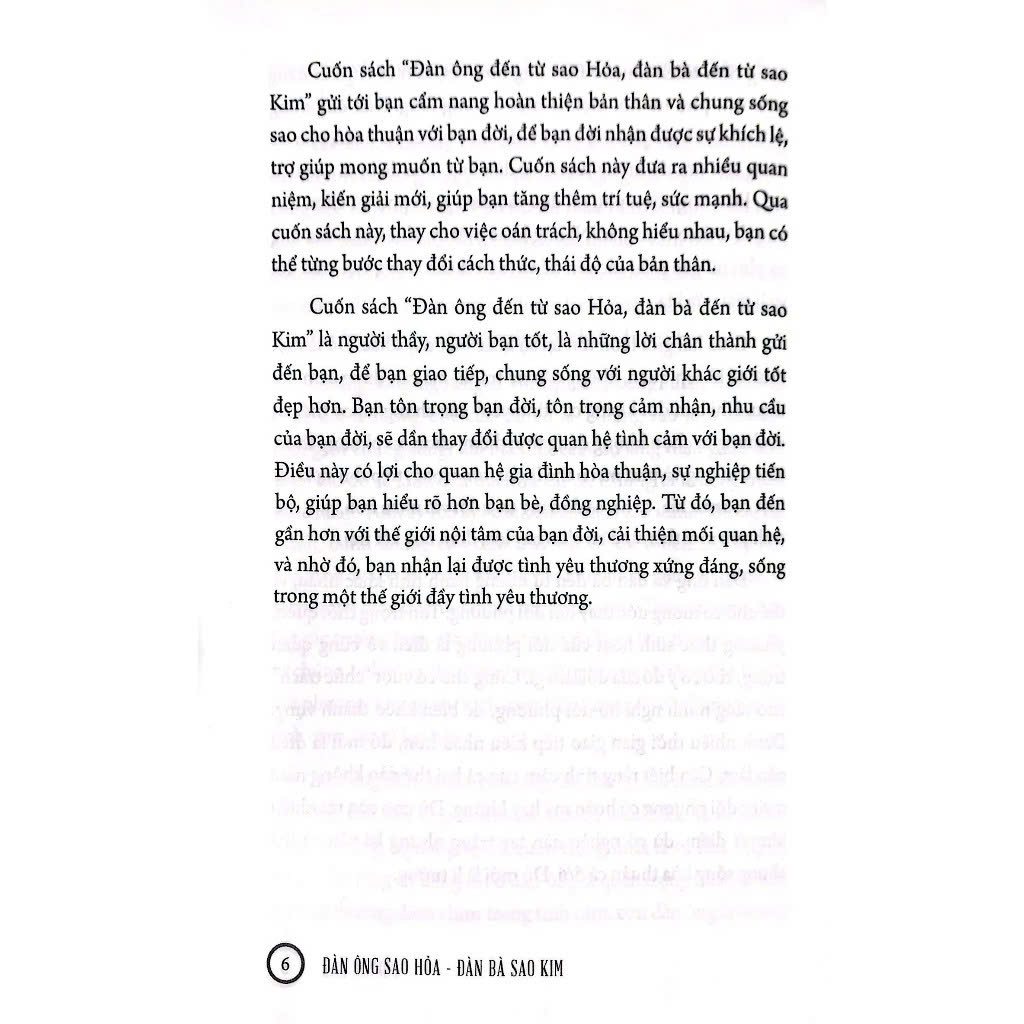 Cuốn sách “Đàn ông đến từ sao Hỏa, đàn bà đến từ sao
Kim” gửi tới bạn cẩm nang hoàn thiện bản thân và chung sống
sao cho hòa thuận với bạn đời, để bạn đời nhận được sự khích lệ,
trợ giúp mong muốn từ bạn. Cuốn sách này đưa ra nhiều quan
niệm, kiến giải mới, giúp bạn tăng thêm trí tuệ, sức mạnh. Qua
cuốn sách này, thay cho việc oán trách, không hiểu nhau, bạn có
thể từng bước thay đổi cách thức, thái độ của bản thân.
Cuốn sách “Đàn ông đến từ sao Hỏa, đàn bà đến từ sao
Kim” là người thầy, người bạn tốt, là những lời chân thành gửi
đến bạn, để bạn giao tiếp, chung sống với người khác giới tốt
đẹp hơn. Bạn tôn trọng bạn đời, tôn trọng cảm nhận, nhu cầu
của bạn đời, sẽ dần thay đổi được quan hệ tình cảm với bạn đời.
Điều này có lợi cho quan hệ gia đình hòa thuận, sự nghiệp tiến
bộ, giúp bạn hiểu rõ hơn bạn bè, đồng nghiệp. Từ đó, bạn đến
gần hơn với thế giới nội tâm của bạn đời, cải thiện mối quan hệ,
và nhờ đó, bạn nhận lại được tình yêu thương xứng đáng, sống
trong một thế giới đầy tình yêu thương.
6 ĐÀN ÔNG SAO HỎA - ĐÀN BÀ SAO KIM